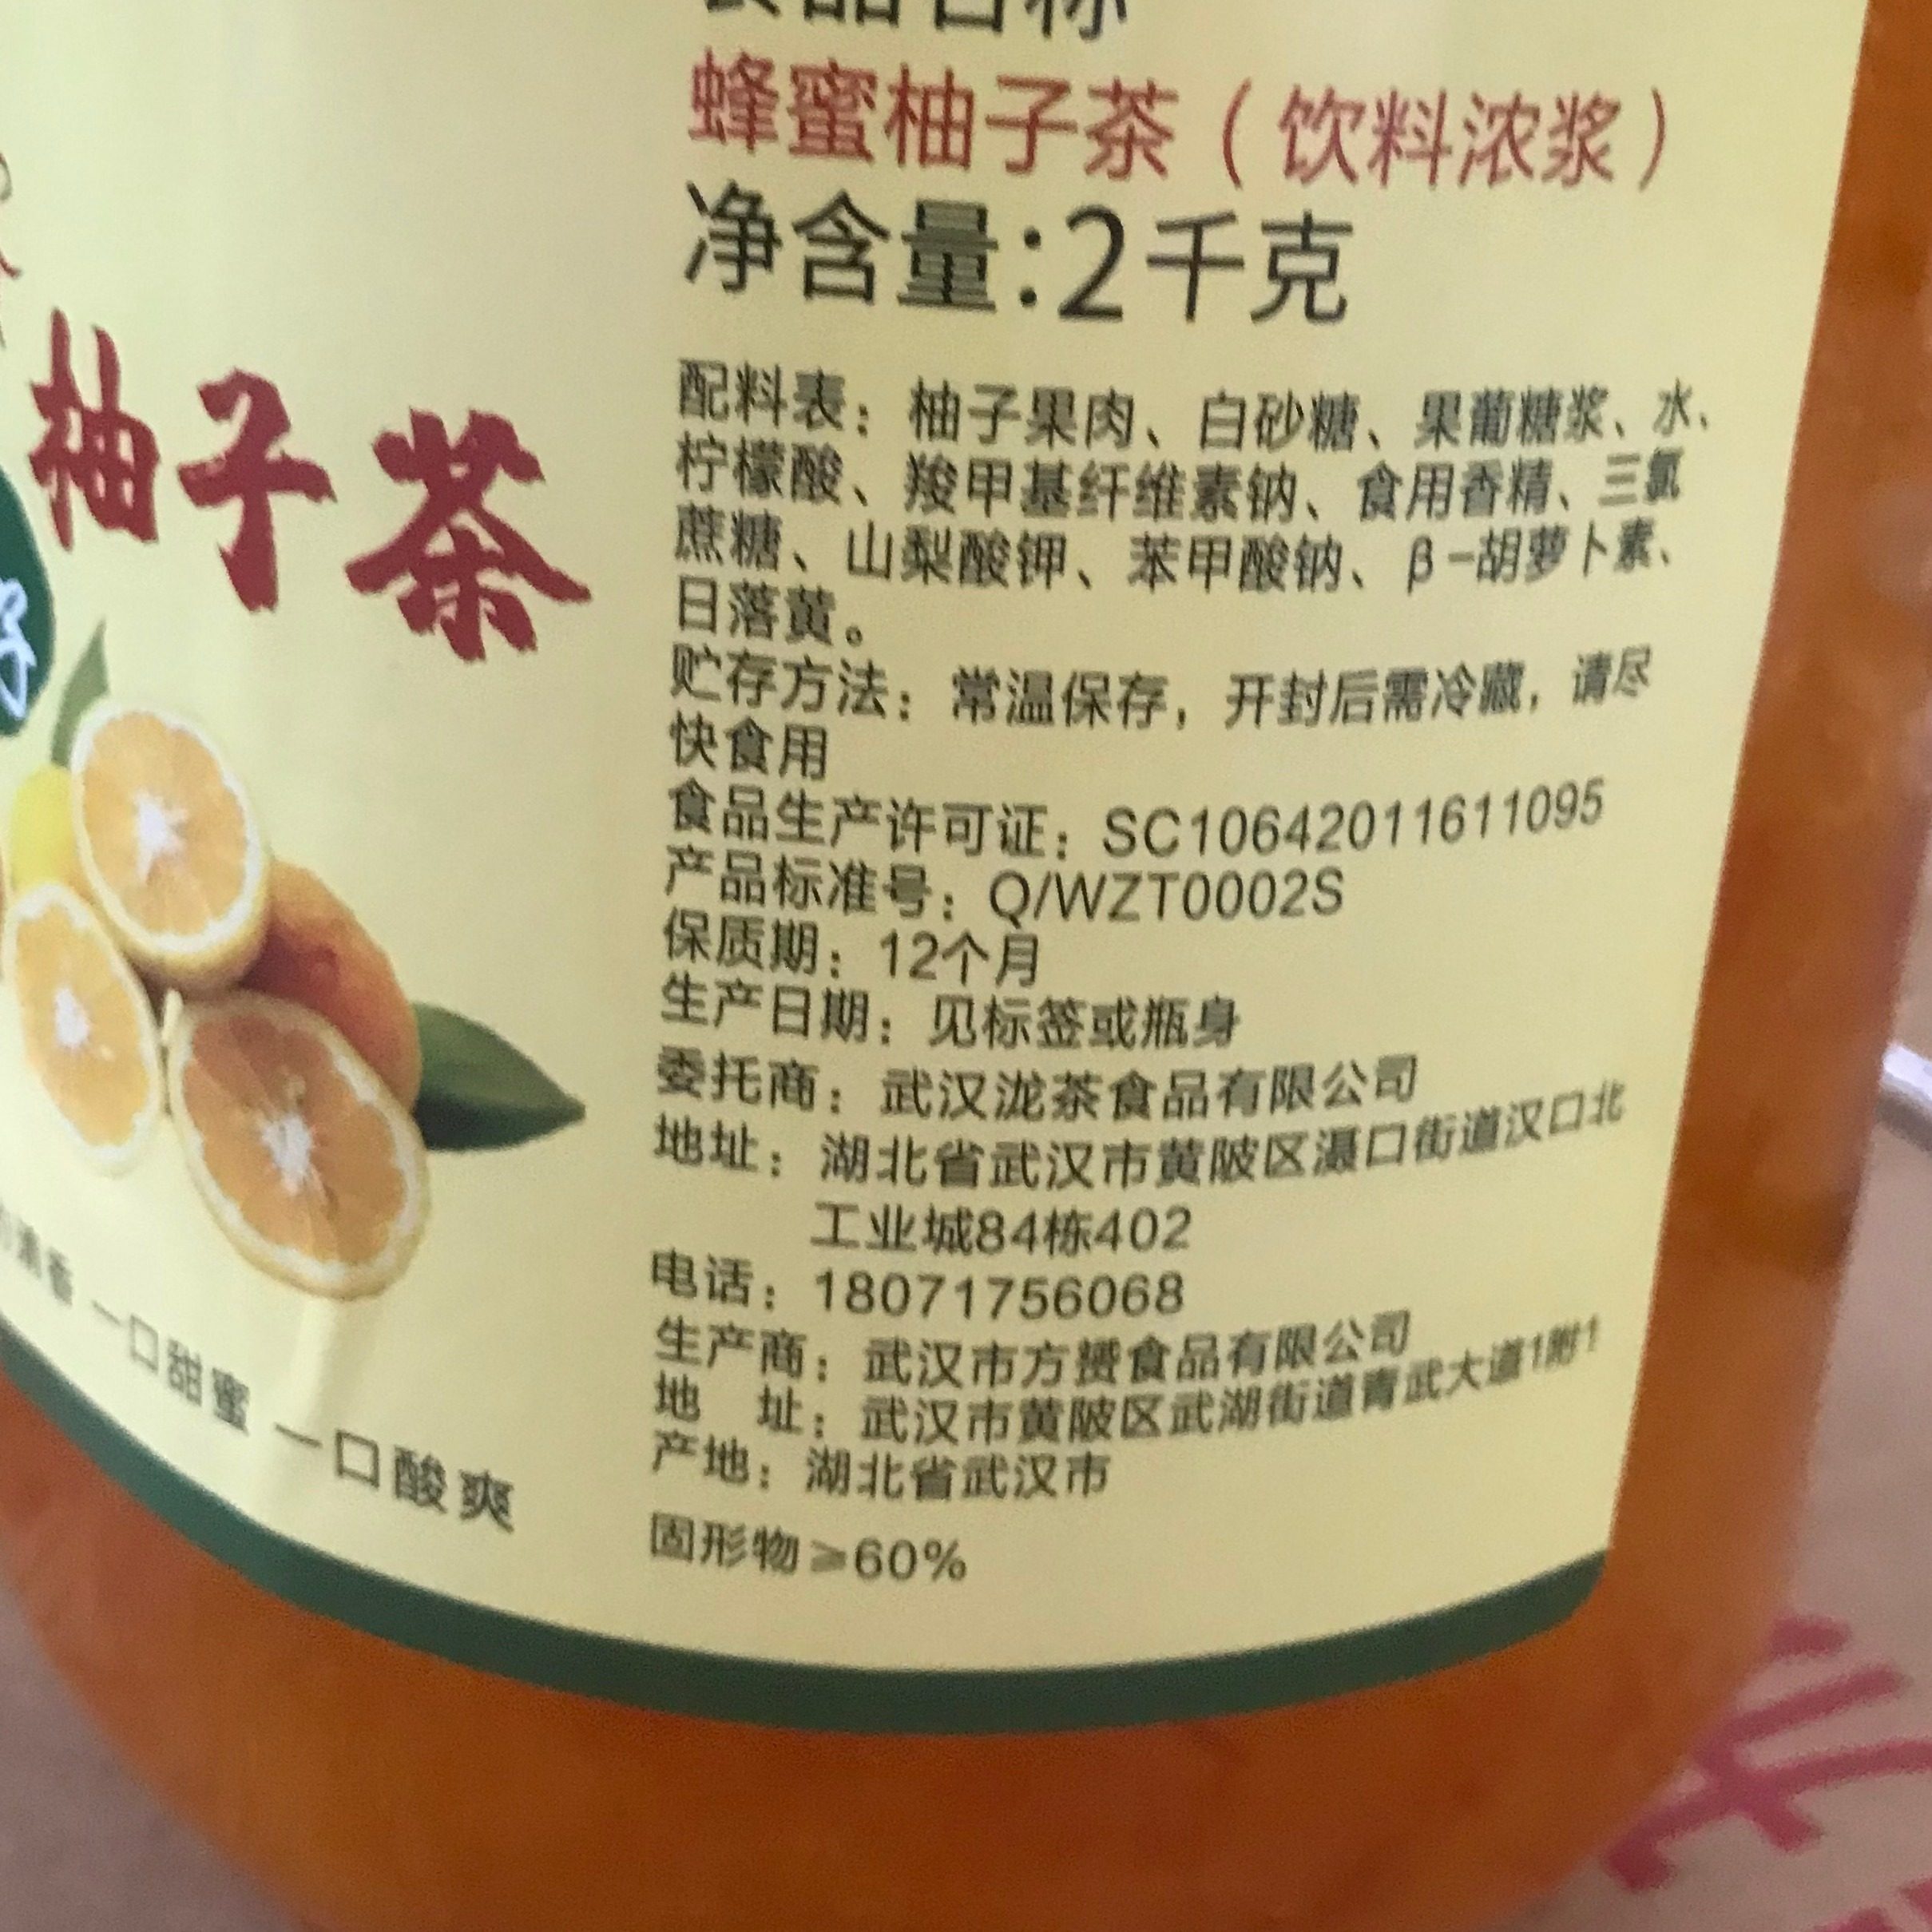 食品名称
蜂蜜柚子茶（饮料浓浆）
净含量：2千克
配料表：柚子果肉、白砂糖、果葡糖浆、水、
柠檬酸、羧甲基纤维素钠、食用香精、三氯
蔗糖、山梨酸钾、苯甲酸钠、β-胡萝卜素、
日落黄。
贮存方法：常温保存，开封后需冷藏，请尽
快食用
食品生产许可证：SC10642011611095
产品标准号：Q/WZT0002S
保质期：12个月
生产日期：见标签或瓶身
委托商：武汉泷茶食品有限公司
地址：湖北省武汉市黄陂区滠口街道汉口北
工业城84栋402
电话：18071756068
生产商：武汉市方赟食品有限公司
地 址：武汉市黄陂区武湖街道青武大道1附1
产地：湖北省武汉市
固形物≥60%
柚子茶
清香 一口甜蜜 一口酸爽